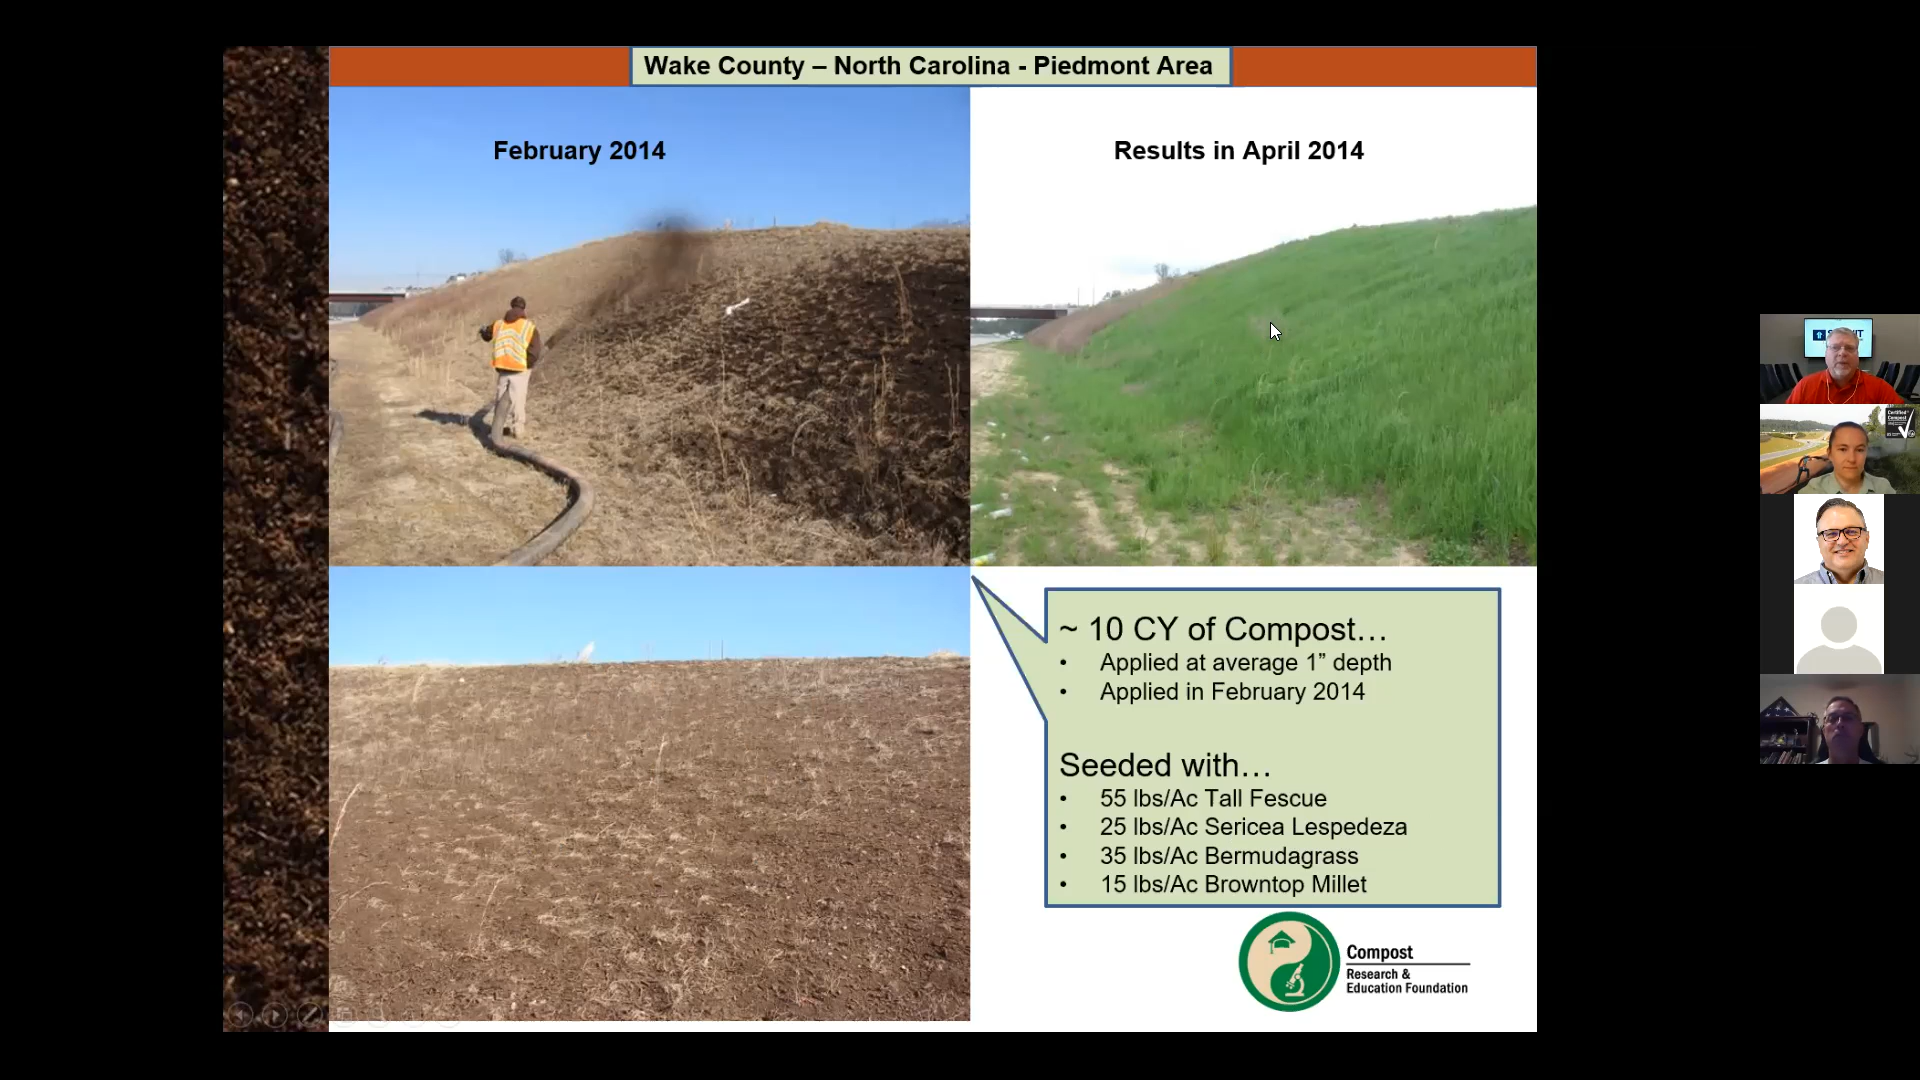 Wake County – North Carolina - Piedmont Area
February 2014
Results in April 2014
~ 10 CY of Compost…
• Applied at average 1” depth
• Applied in February 2014
Seeded with…
• 55 lbs/Ac Tall Fescue
• 25 lbs/Ac Sericea Lespedeza
• 35 lbs/Ac Bermudagrass
• 15 lbs/Ac Browntop Millet
Compost
Research &
Education Foundation
Certified
Compost